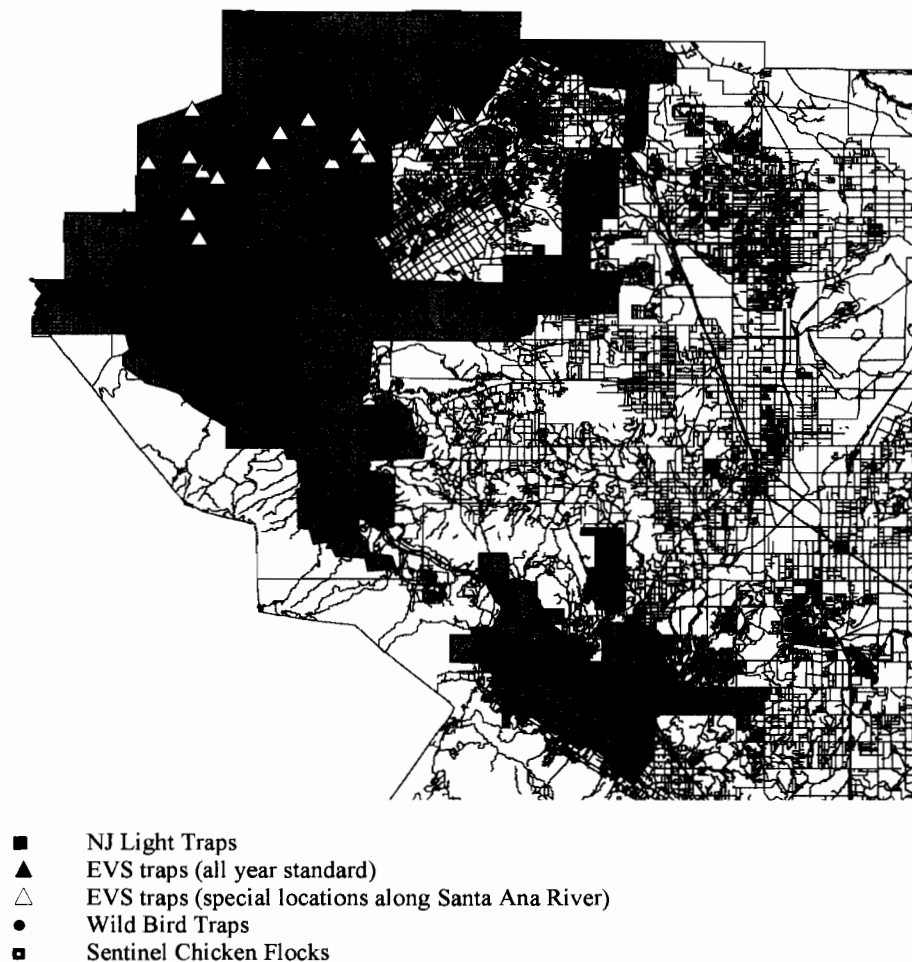 NJ Light Traps
EVS traps (all year standard)
EVS traps (special locations along Santa Ana River)
Wild Bird Traps
Sentinel Chicken Flocks